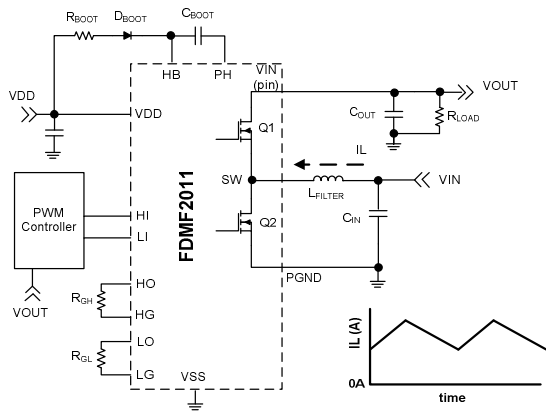 RBOOT
DBOOT
CBOOT
HB
PH
VIN
(pin)
VOUT
VDD
VDD
COUT
RLOAD
Q1
IL
SW
LFILTER
VIN
PWM
Controller
HI
LI
FDMF2011
Q2
CIN
PGND
VOUT
RGH
HO
HG
RGL
LO
LG
VSS
IL (A)
0A
time